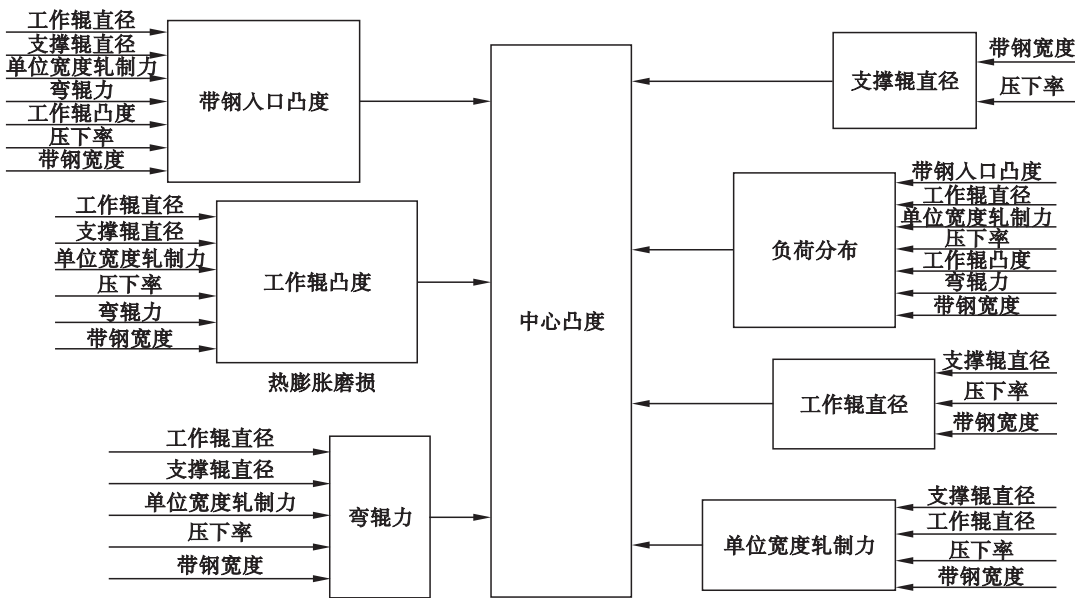 工作辊直径
支撑辊直径
单位宽度轧制力
弯辊力
工作辊凸度
压下率
带钢宽度
带钢入口凸度
工作辊直径
支撑辊直径
单位宽度轧制力
压下率
弯辊力
带钢宽度
工作辊凸度
热膨胀磨损
工作辊直径
支撑辊直径
单位宽度轧制力
压下率
带钢宽度
弯辊力
中心凸度
支撑辊直径
带钢宽度
压下率
负荷分布
带钢入口凸度
工作辊直径
单位宽度轧制力
压下率
工作辊凸度
弯辊力
带钢宽度
工作辊直径
支撑辊直径
压下率
带钢宽度
单位宽度轧制力
支撑辊直径
工作辊直径
压下率
带钢宽度